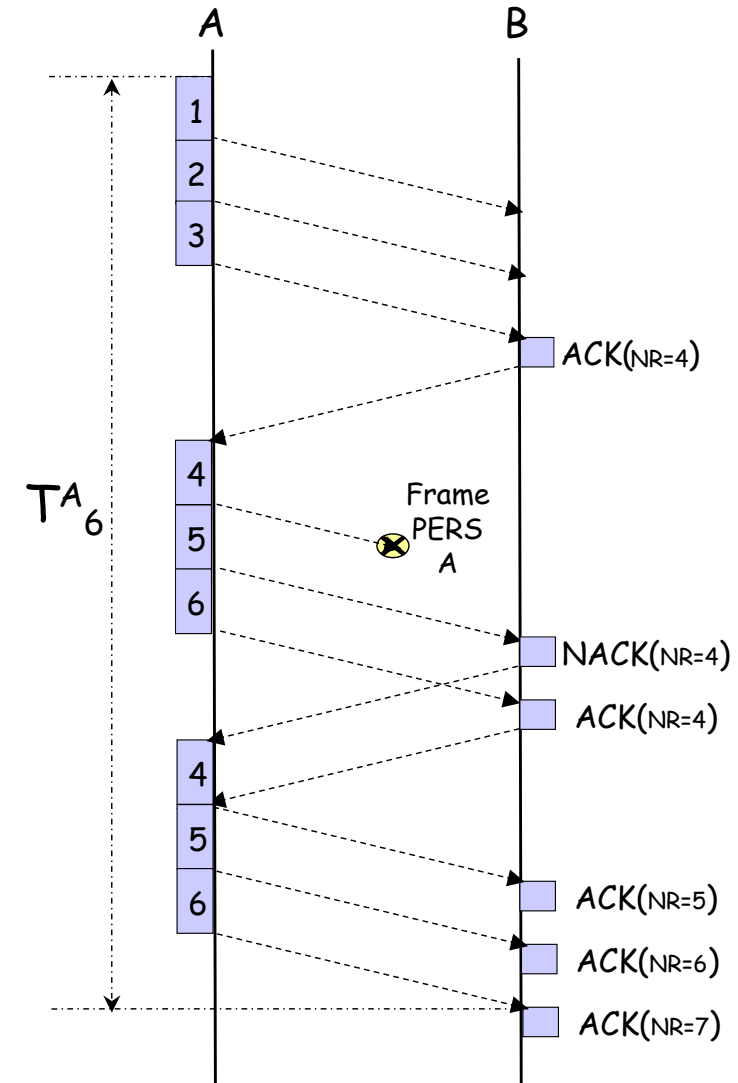 A
B
1
2
3
ACK(NR=4)
4
5
6
Frame
PERS
A
T^A_6
NACK(NR=4)
ACK(NR=4)
4
5
6
ACK(NR=5)
ACK(NR=6)
ACK(NR=7)